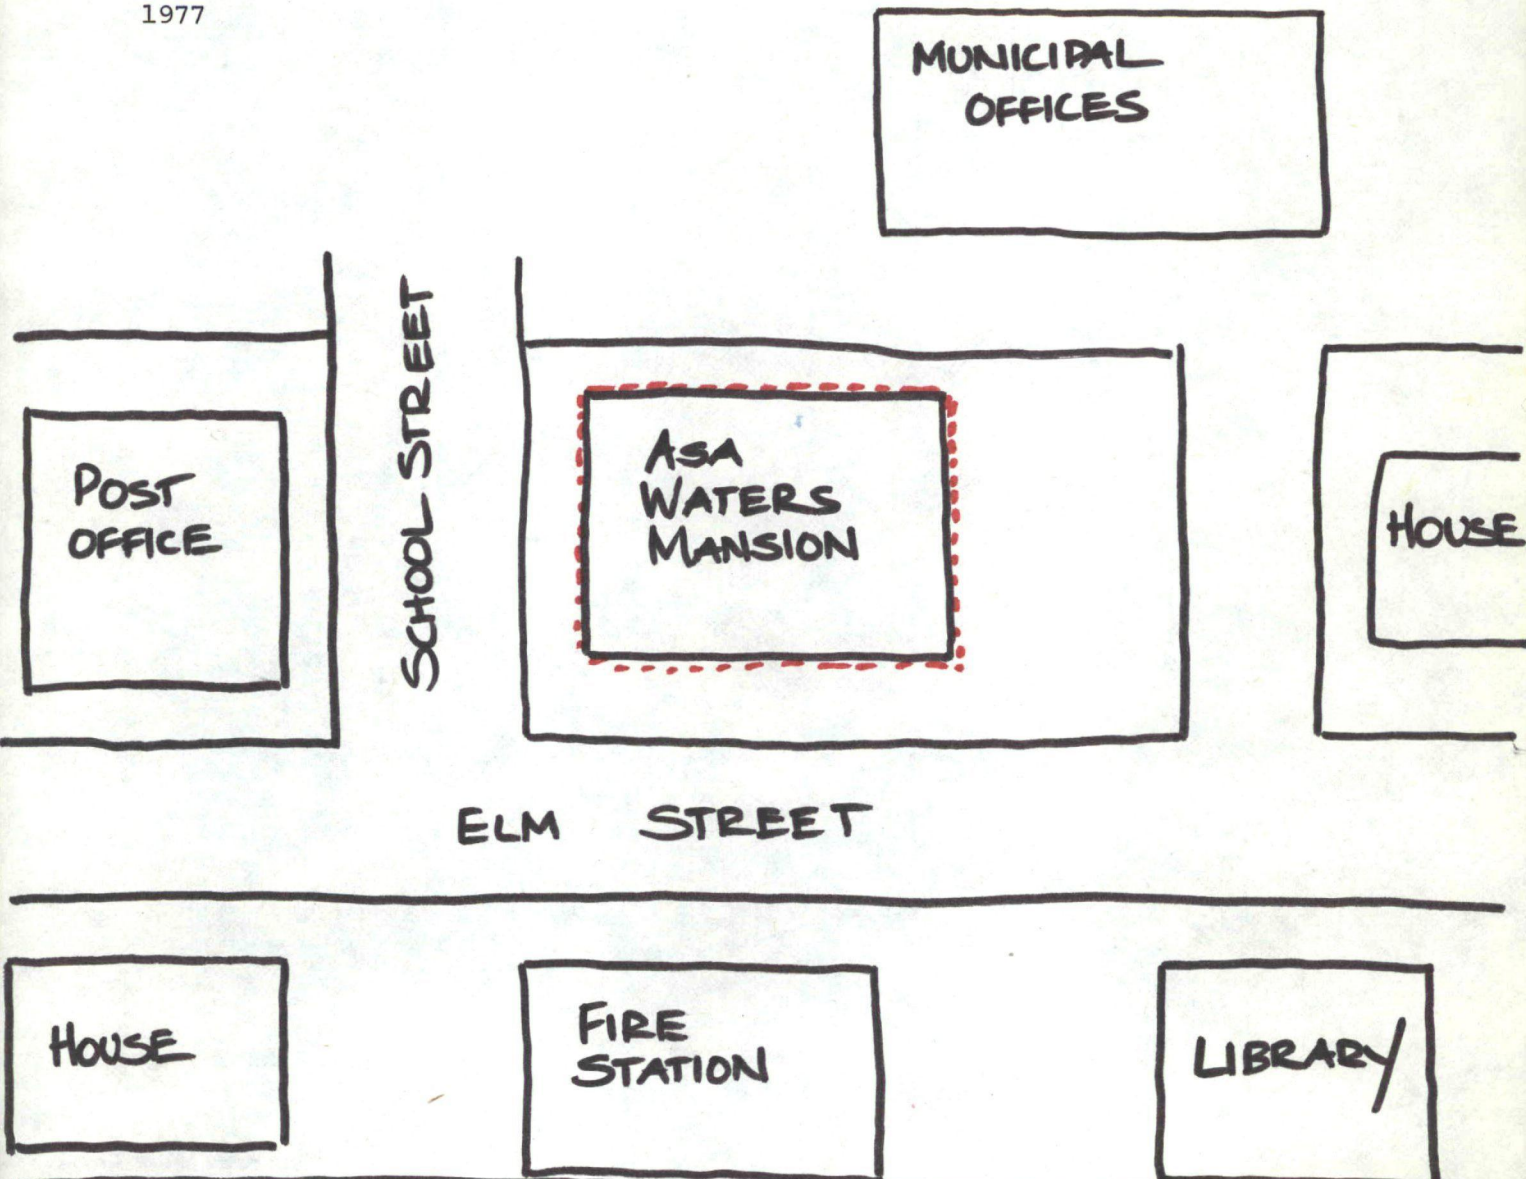 1977
MUNICIPAL
OFFICES
SCHOOL STREET
POST
OFFICE
ASA
WATERS
MANSION
HOUSE
ELM STREET
HOUSE
FIRE
STATION
LIBRARY